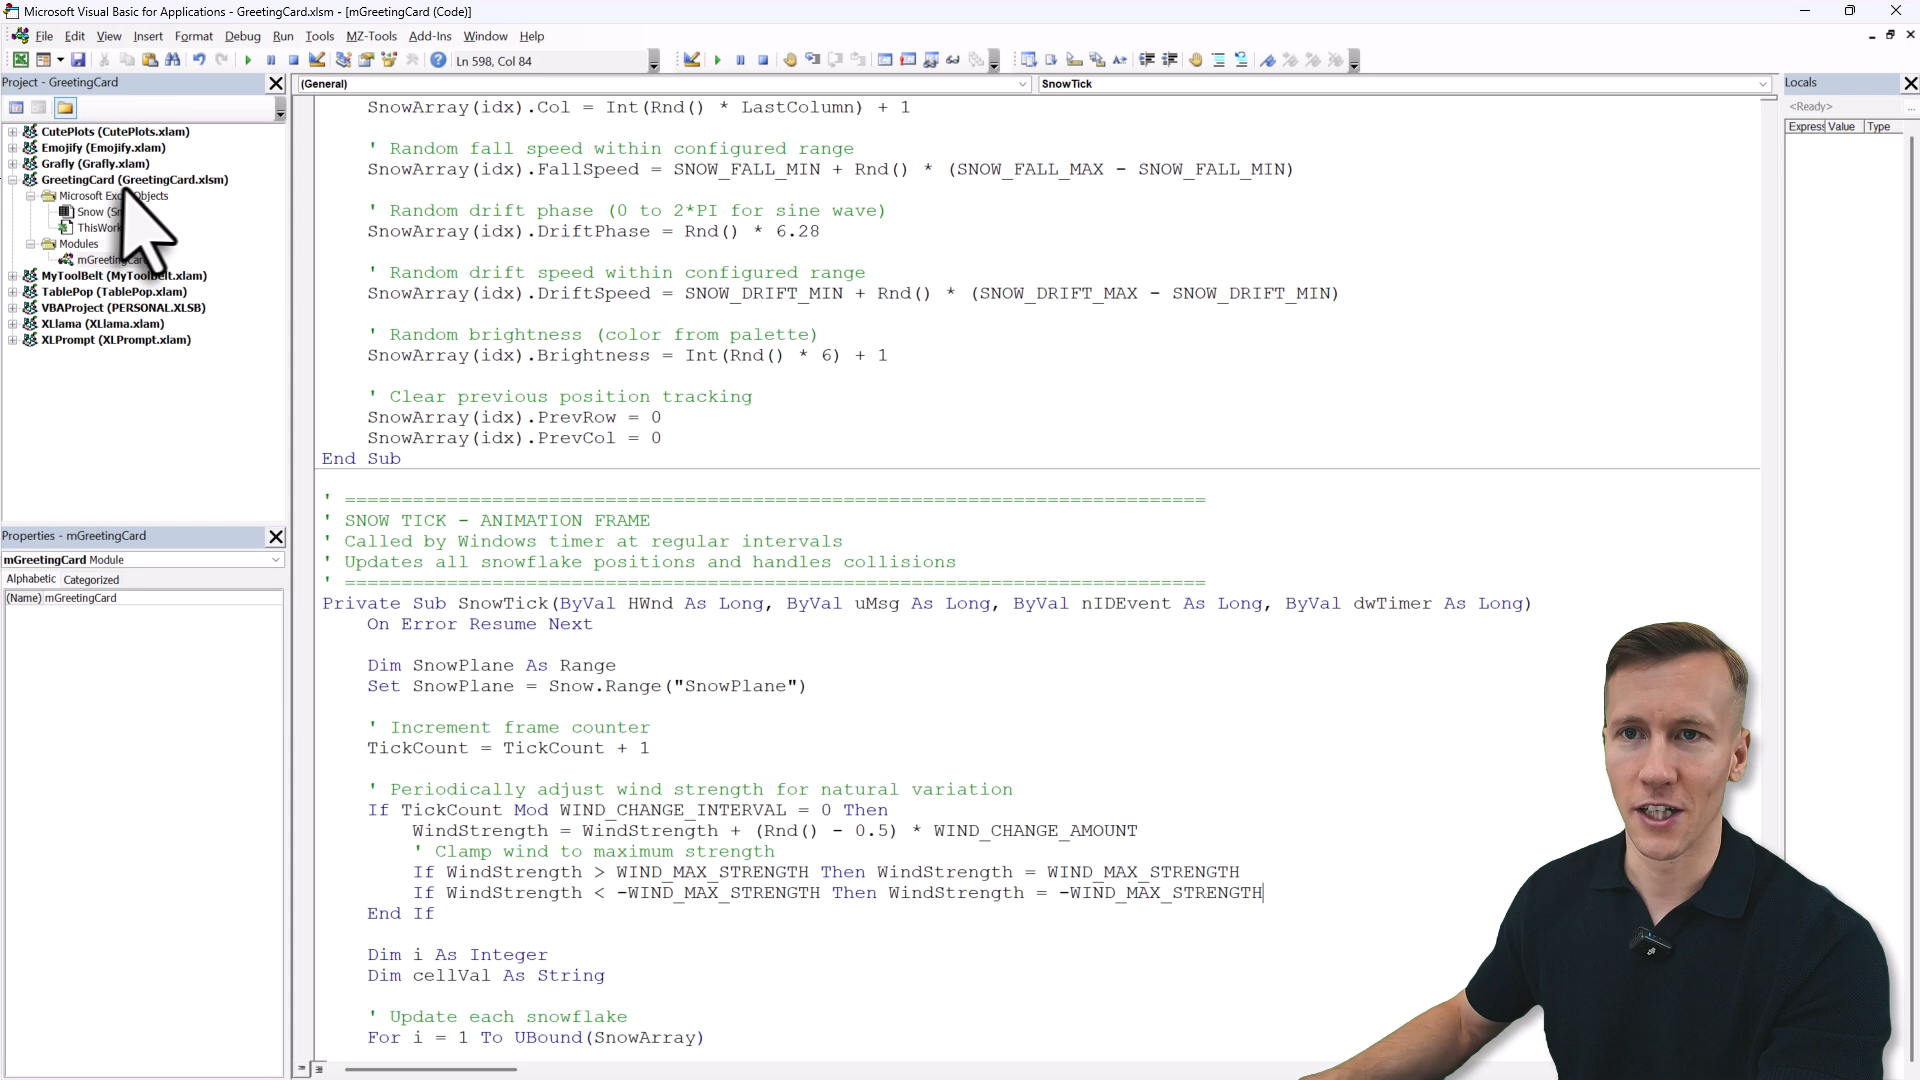 Microsoft Visual Basic for Applications - GreetingCard.xlsm - [mGreetingCard (Code)]
File Edit View Insert Format Debug Run Tools MZ-Tools Add-Ins Window Help
Ln 598, Col 84
Project - GreetingCard
CutePlots (CutePlots.xlam)
Emojify (Emojify.xlam)
Grafly (Grafly.xlam)
GreetingCard (GreetingCard.xlsm)
Microsoft Objects
Snow
Modules
MyToolBelt (MyToolBelt.xlam)
TablePop (TablePop.xlam)
VBAProject (PERSONAL.XLSB)
XLlama (XLlama.xlam)
XLPrompt (XLPrompt.xlam)
Properties - mGreetingCard
mGreetingCard Module
Alphabetic Categorized
(Name) mGreetingCard
(General)
SnowTick
SnowArray(idx).Col = Int(Rnd() * LastColumn) + 1
' Random fall speed within configured range
SnowArray(idx).FallSpeed = SNOW_FALL_MIN + Rnd() * (SNOW_FALL_MAX - SNOW_FALL_MIN)
' Random drift phase (0 to 2*PI for sine wave)
SnowArray(idx).DriftPhase = Rnd() * 6.28
' Random drift speed within configured range
SnowArray(idx).DriftSpeed = SNOW_DRIFT_MIN + Rnd() * (SNOW_DRIFT_MAX - SNOW_DRIFT_MIN)
' Random brightness (color from palette)
SnowArray(idx).Brightness = Int(Rnd() * 6) + 1
' Clear previous position tracking
SnowArray(idx).PrevRow = 0
SnowArray(idx).PrevCol = 0
End Sub
' ============================================================================
' SNOW TICK - ANIMATION FRAME
' Called by Windows timer at regular intervals
' Updates all snowflake positions and handles collisions
' ============================================================================
Private Sub SnowTick(ByVal HWnd As Long, ByVal uMsg As Long, ByVal nIDEvent As Long, ByVal dwTimer As Long)
On Error Resume Next
Dim SnowPlane As Range
Set SnowPlane = Snow.Range("SnowPlane")
' Increment frame counter
TickCount = TickCount + 1
' Periodically adjust wind strength for natural variation
If TickCount Mod WIND_CHANGE_INTERVAL = 0 Then
WindStrength = WindStrength + (Rnd() - 0.5) * WIND_CHANGE_AMOUNT
' Clamp wind to maximum strength
If WindStrength > WIND_MAX_STRENGTH Then WindStrength = WIND_MAX_STRENGTH
If WindStrength < -WIND_MAX_STRENGTH Then WindStrength = -WIND_MAX_STRENGTH
End If
Dim i As Integer
Dim cellVal As String
' Update each snowflake
For i = 1 To UBound(SnowArray)
Locals
<Ready>
...
Express Value Type